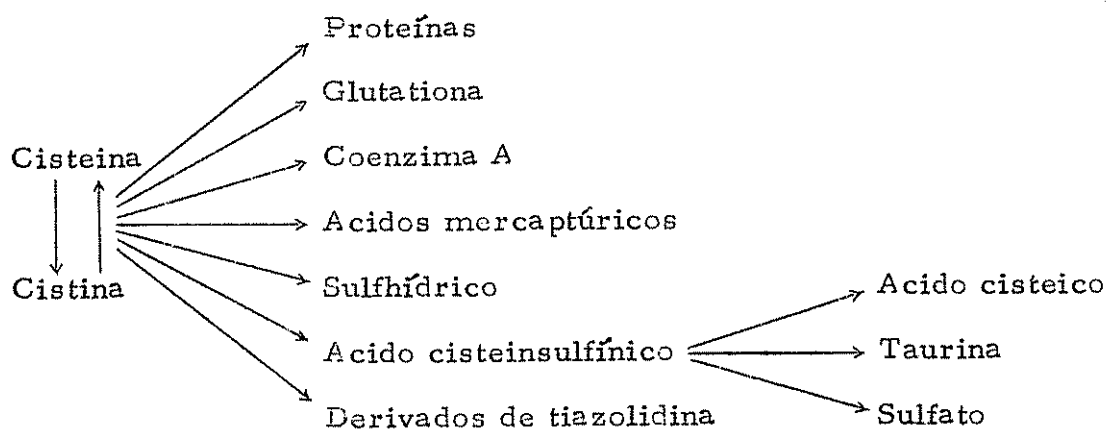 Proteínas
Glutationa
Cisteina
Coenzima A
Acidos mercaptúricos
Cistina
Sulfhídrico
Acido cisteico
Acido cisteinsulfínico
Taurina
Derivados de tiazolidina
Sulfato